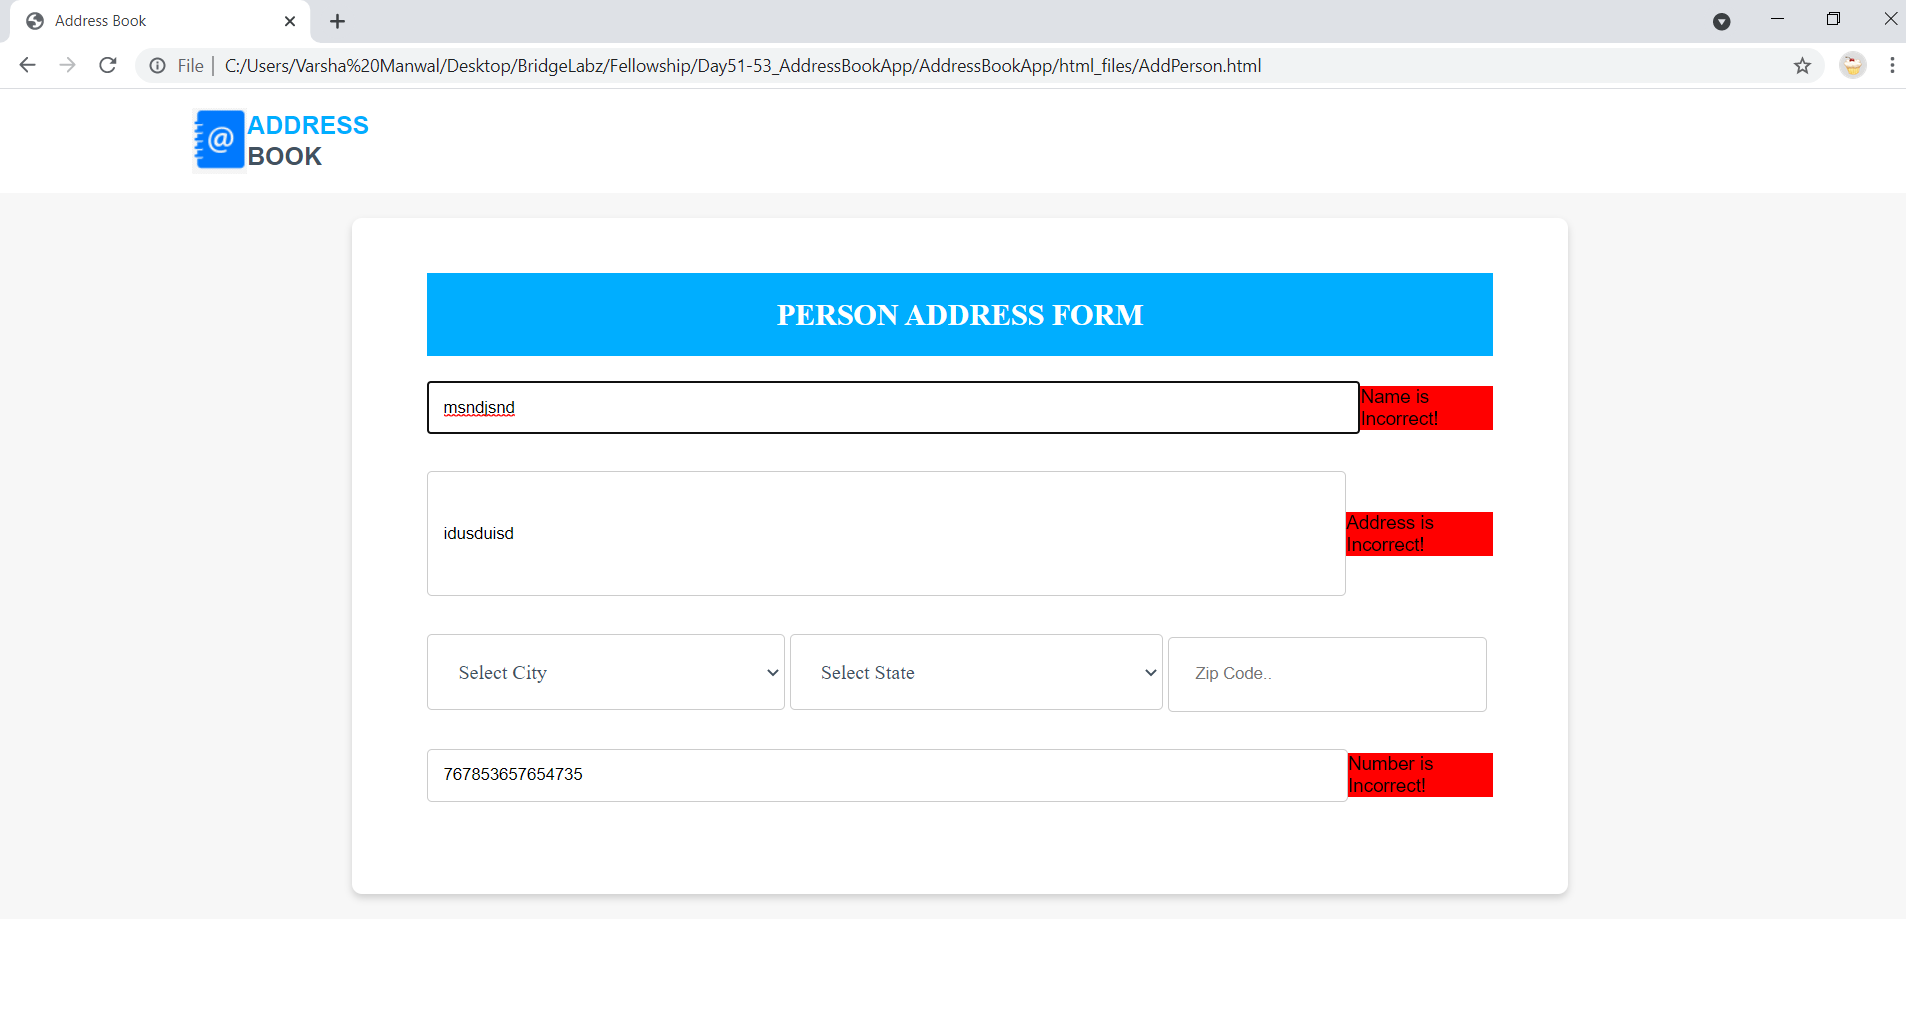 Address Book
File | C:/Users/Varsha%20Manwal/Desktop/BridgeLabz/Fellowship/Day51-53_AddressBookApp/AddressBookApp/html_files/AddPerson.html
@
ADDRESS
BOOK
PERSON ADDRESS FORM
msndjsnd
Name is
Incorrect!
idusduisd
Address is
Incorrect!
Select City
Select State
Zip Code..
767853657654735
Number is
Incorrect!